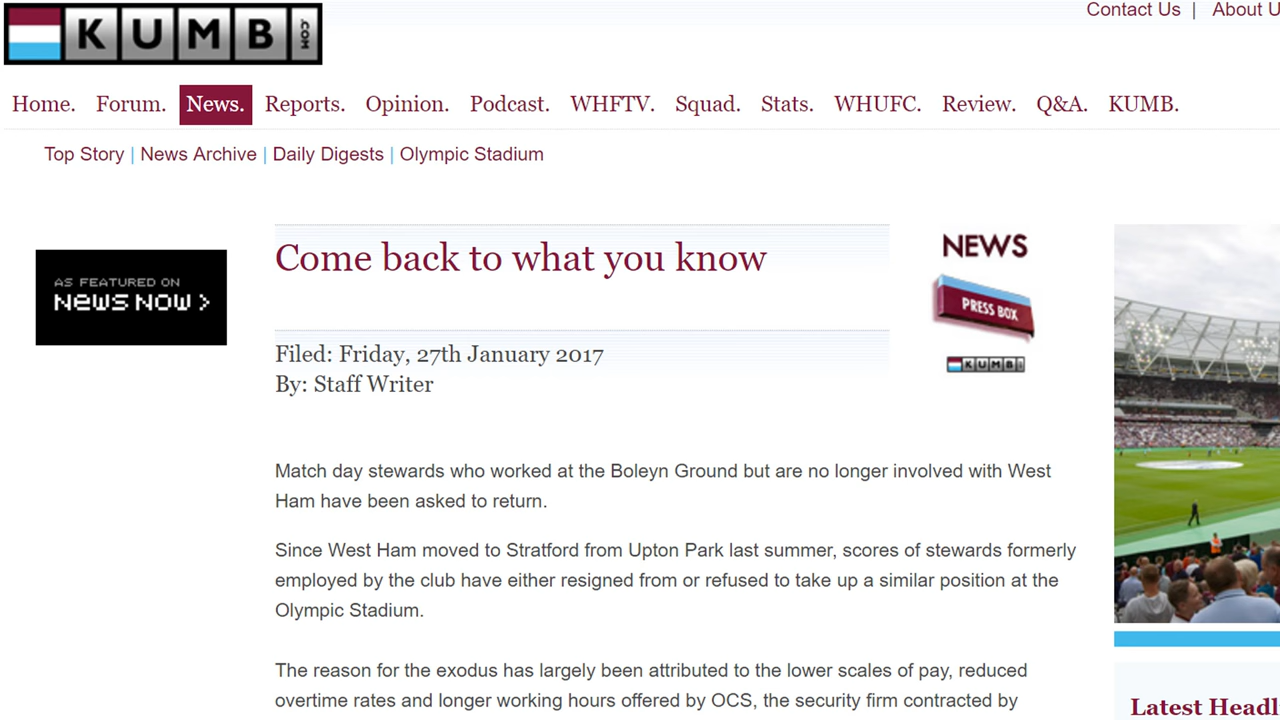 KUMB.COM
Contact Us | About U
Home. Forum. News. Reports. Opinion. Podcast. WHFTV. Squad. Stats. WHUFC. Review. Q&A. KUMB.
Top Story | News Archive | Daily Digests | Olympic Stadium
AS FEATURED ON
NEWS NOW >
Come back to what you know
NEWS
PRESS BOX
KUMB
Filed: Friday, 27th January 2017
By: Staff Writer
Match day stewards who worked at the Boleyn Ground but are no longer involved with West
Ham have been asked to return.
Since West Ham moved to Stratford from Upton Park last summer, scores of stewards formerly
employed by the club have either resigned from or refused to take up a similar position at the
Olympic Stadium.
The reason for the exodus has largely been attributed to the lower scales of pay, reduced
overtime rates and longer working hours offered by OCS, the security firm contracted by
Latest Headl